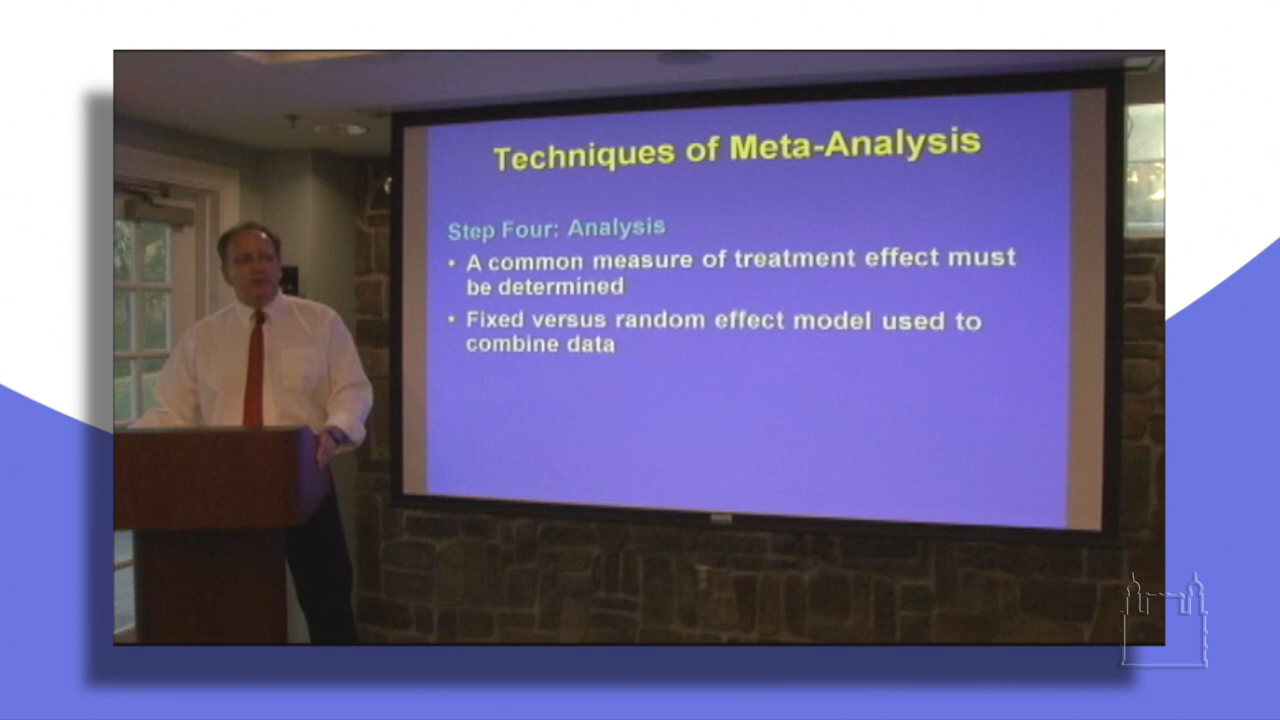 Techniques of Meta-Analysis
Step Four: Analysis
• A common measure of treatment effect must
be determined
• Fixed versus random effect model used to
combine data